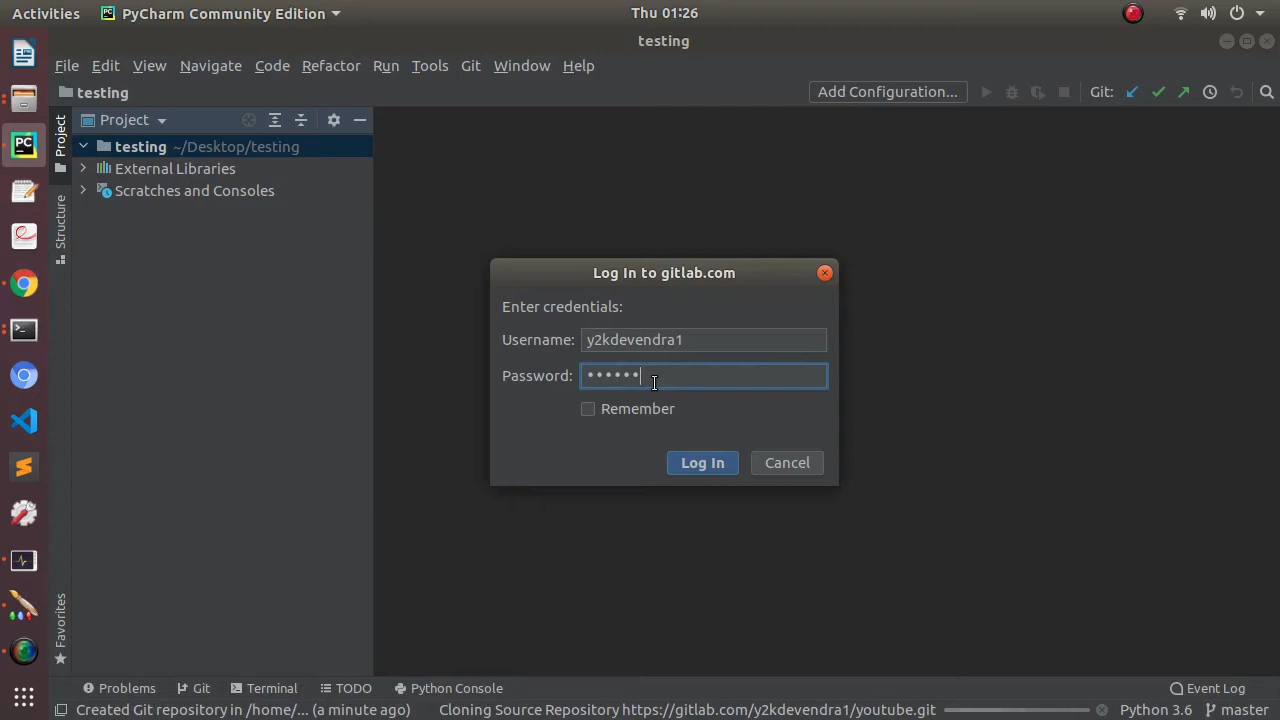 Activities PyCharm Community Edition Thu 01:26
testing
File Edit View Navigate Code Refactor Run Tools Git Window Help
testing Add Configuration... Git:
Project
Project
testing ~/Desktop/testing
External Libraries
Scratches and Consoles
Structure
Log In to gitlab.com
Enter credentials:
Username: y2kdevendra1
Password: ••••••
Remember
Log In Cancel
Favorites
Problems Git Terminal TODO Python Console Event Log
Created Git repository in /home/... (a minute ago) Cloning Source Repository https://gitlab.com/y2kdevendra1/youtube.git Python 3.6 master